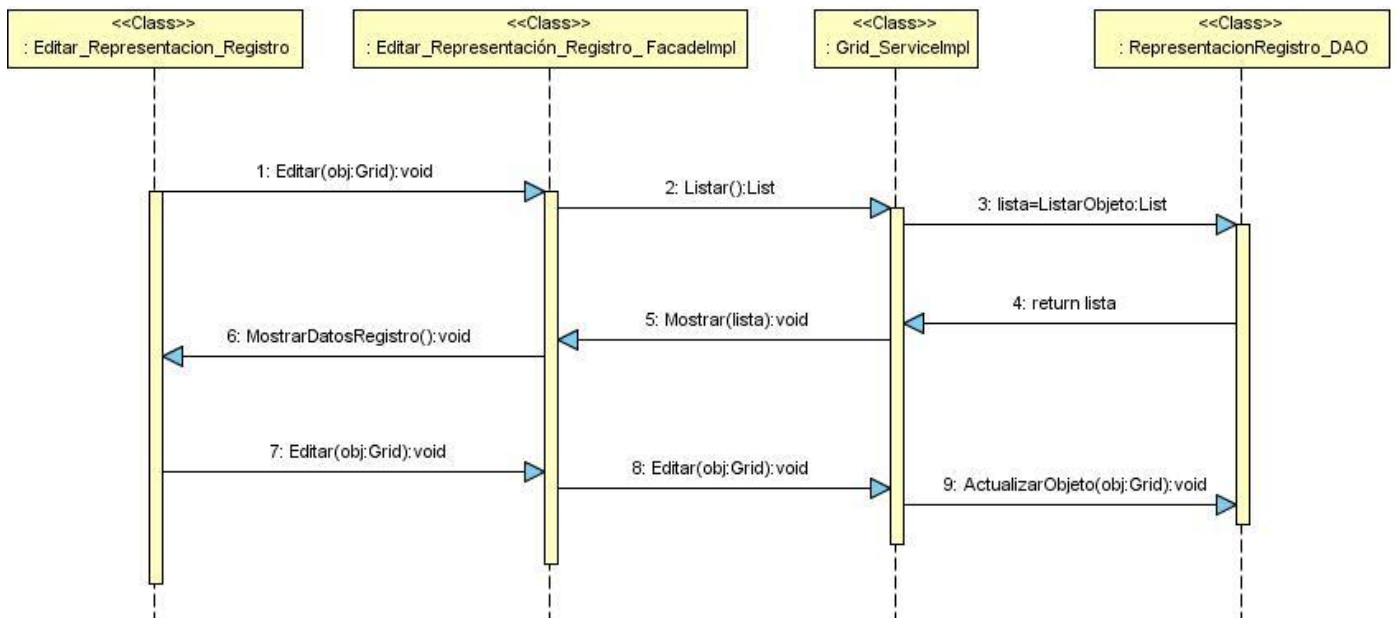 <<Class>>
: Editar_Representacion_Registro
<<Class>>
: Editar_Representación_Registro_FacadeImpl
<<Class>>
: Grid_ServiceImpl
<<Class>>
: RepresentacionRegistro_DAO
1: Editar(obj:Grid):void
2: Listar():List
3: lista=ListarObjeto:List
4: return lista
5: Mostrar(lista):void
6: MostrarDatosRegistro():void
7: Editar(obj:Grid):void
8: Editar(obj:Grid):void
9: ActualizarObjeto(obj:Grid):void